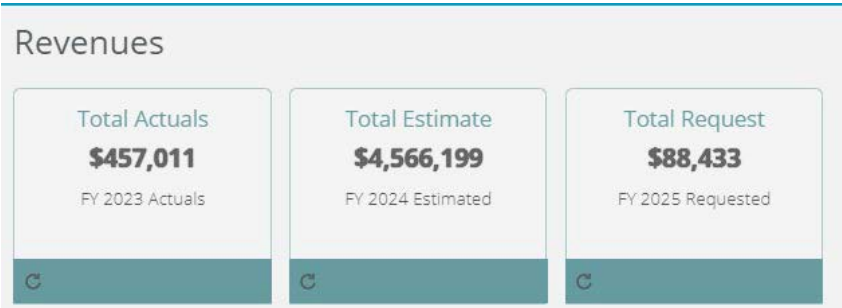 Revenues
Total Actuals
$457,011
FY 2023 Actuals
Total Estimate
$4,566,199
FY 2024 Estimated
Total Request
$88,433
FY 2025 Requested